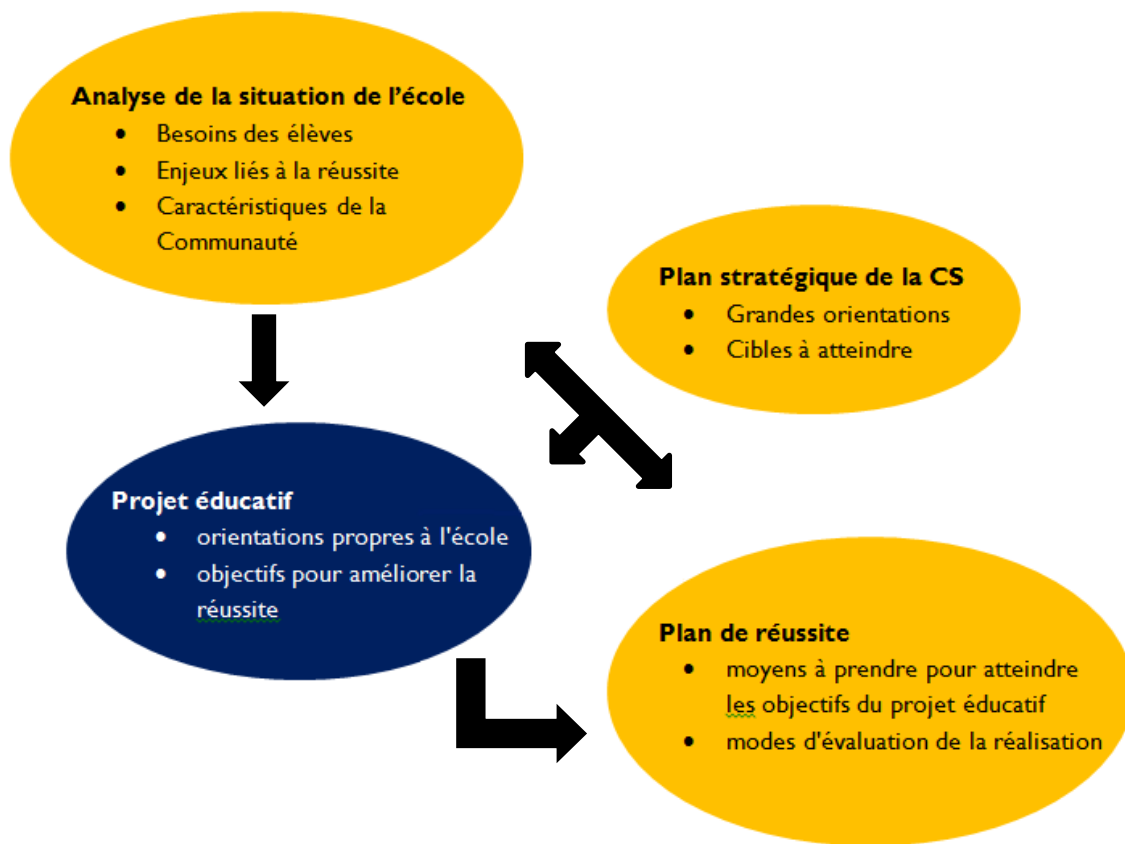 Analyse de la situation de l'école
• Besoins des élèves
• Enjeux liés à la réussite
• Caractéristiques de la
Communauté
Plan stratégique de la CS
• Grandes orientations
• Cibles à atteindre
Projet éducatif
• orientations propres à l'école
• objectifs pour améliorer la
réussite
Plan de réussite
• moyens à prendre pour atteindre
les objectifs du projet éducatif
• modes d'évaluation de la réalisation